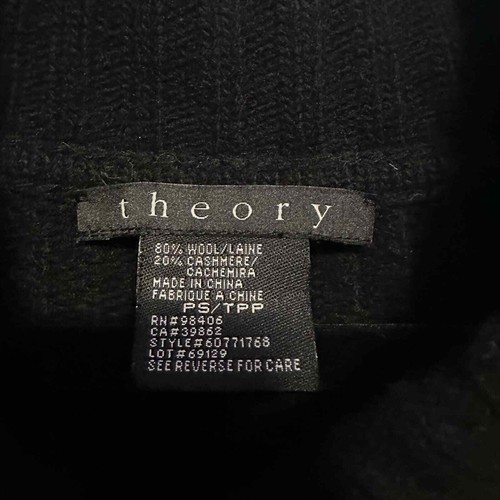 theory
80% WOOL/LAINE
20% CASHMERE/
CACHEMIRA
MADE IN CHINA
FABRIQUE A CHINE
PS/TPP
RN#98406
CA#39862
STYLE#60771768
LOT#69129
SEE REVERSE FOR CARE